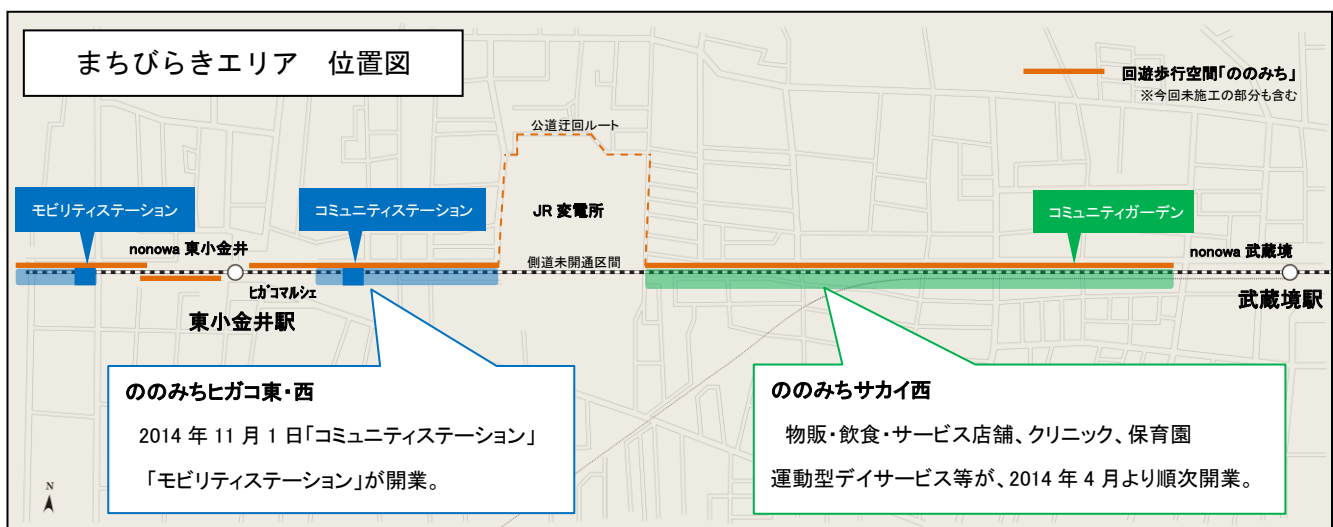 まちびらきエリア　位置図
回遊歩行空間「ののみち」
※今回未施工の部分も含む
公道迂回ルート
モビリティステーション
コミュニティステーション
JR 変電所
コミュニティガーデン
nonowa 東小金井
nonowa 武蔵境
側道未開通区間
ﾋｶﾞｺマルシェ
東小金井駅
武蔵境駅
ののみちヒガコ東・西
2014 年 11 月 1 日「コミュニティステーション」
「モビリティステーション」が開業。
ののみちサカイ西
物販・飲食・サービス店舗、クリニック、保育園
運動型デイサービス等が、2014 年 4 月より順次開業。
N